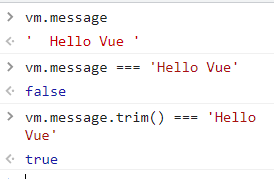 > vm.message
< ' Hello Vue '
> vm.message === 'Hello Vue'
< false
> vm.message.trim() === 'Hello
Vue'
< true